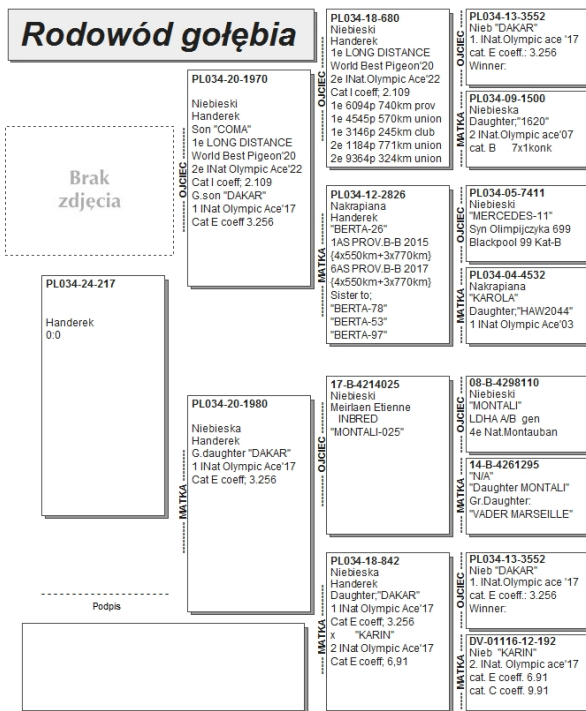 Rodowód gołębia
Brak
zdjęcia
PL034-24-217
Handerek
0:0
Podpis
OJCIEC
PL034-20-1970
Niebieski
Handerek
Son "COMA"
1e LONG DISTANCE
World Best Pigeon'20
2e INat.Olympic Ace'22
Cat I coeff; 2.109
G.son "DAKAR"
1 INat Olympic Ace'17
Cat E coeff 3.256
MATKA
PL034-20-1980
Niebieska
Handerek
G.daughter "DAKAR"
1 INat Olympic Ace'17
Cat E coeff; 3.256
OJCIEC
PL034-18-680
Niebieski
Handerek
1e LONG DISTANCE
World Best Pigeon'20
2e INat.Olympic Ace'22
Cat I coeff; 2.109
1e 6094p 740km prov
1e 4545p 570km union
1e 3146p 245km club
2e 1184p 771km union
2e 9364p 324km union
MATKA
PL034-12-2826
Nakrapiana
Handerek
"BERTA-26"
1AS PROV.B-B 2015
{4x550km+3x770km}
6AS PROV.B-B 2017
{4x550km+3x770km}
Sister to;
"BERTA-78"
"BERTA-53"
"BERTA-97"
OJCIEC
17-B-4214025
Niebieski
Meirlaen Etienne
INBRED
"MONTALI-025"
MATKA
PL034-18-842
Niebieska
Handerek
Daughter;"DAKAR"
1 INat Olympic Ace'17
Cat E coeff; 3.256
x "KARIN"
2 INat Olympic Ace'17
Cat E coeff; 6,91
OJCIEC
PL034-13-3552
Nieb "DAKAR"
1. INat.Olympic ace '17
cat. E coeff.: 3.256
Winner:
MATKA
PL034-09-1500
Niebieska
Daughter;"1620"
2 INat.Olympic ace'07
cat. B 7x1konk
OJCIEC
PL034-05-7411
Niebieski
"MERCEDES-11"
Syn Olimpijczyka 699
Blackpool 99 Kat-B
MATKA
PL034-04-4532
Nakrapiana
"KAROLA"
Daughter;"HAW2044"
1 INat Olympic Ace'03
OJCIEC
08-B-4298110
Niebieski
"MONTALI"
LDHA A/B gen
4e Nat.Montauban
MATKA
14-B-4261295
"N/A"
"Daughter MONTALI"
Gr.Daughter:
"VADER MARSEILLE"
OJCIEC
PL034-13-3552
Nieb "DAKAR"
1. INat.Olympic ace '17
cat. E coeff.: 3.256
Winner:
MATKA
DV-01116-12-192
Nieb "KARIN"
2. INat. Olympic ace'17
cat. E coeff. 6.91
cat. C coeff. 9.91